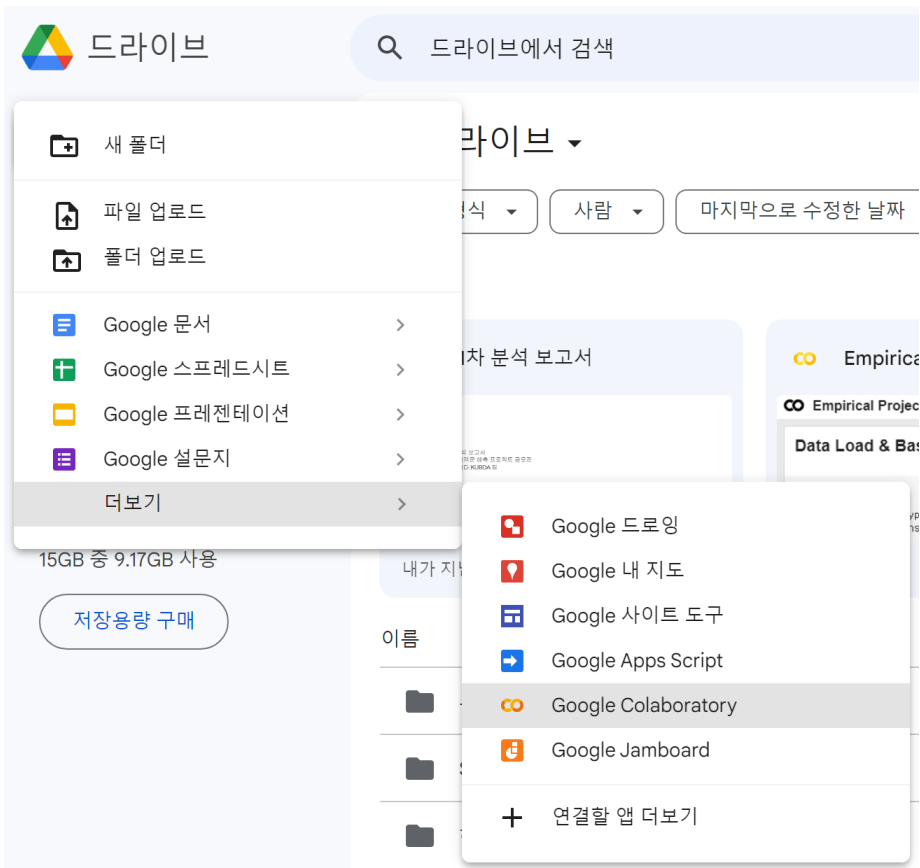 드라이브
드라이브에서 검색
새 폴더
파일 업로드
폴더 업로드
Google 문서
Google 스프레드시트
Google 프레젠테이션
Google 설문지
더보기
15GB 중 9.17GB 사용
저장용량 구매
라이브
식
사람
마지막으로 수정한 날짜
차 분석 보고서
Empirica
Empirical Projec
Data Load & Bas
내가 지
이름
Google 드로잉
Google 내 지도
Google 사이트 도구
Google Apps Script
Google Colaboratory
Google Jamboard
연결할 앱 더보기